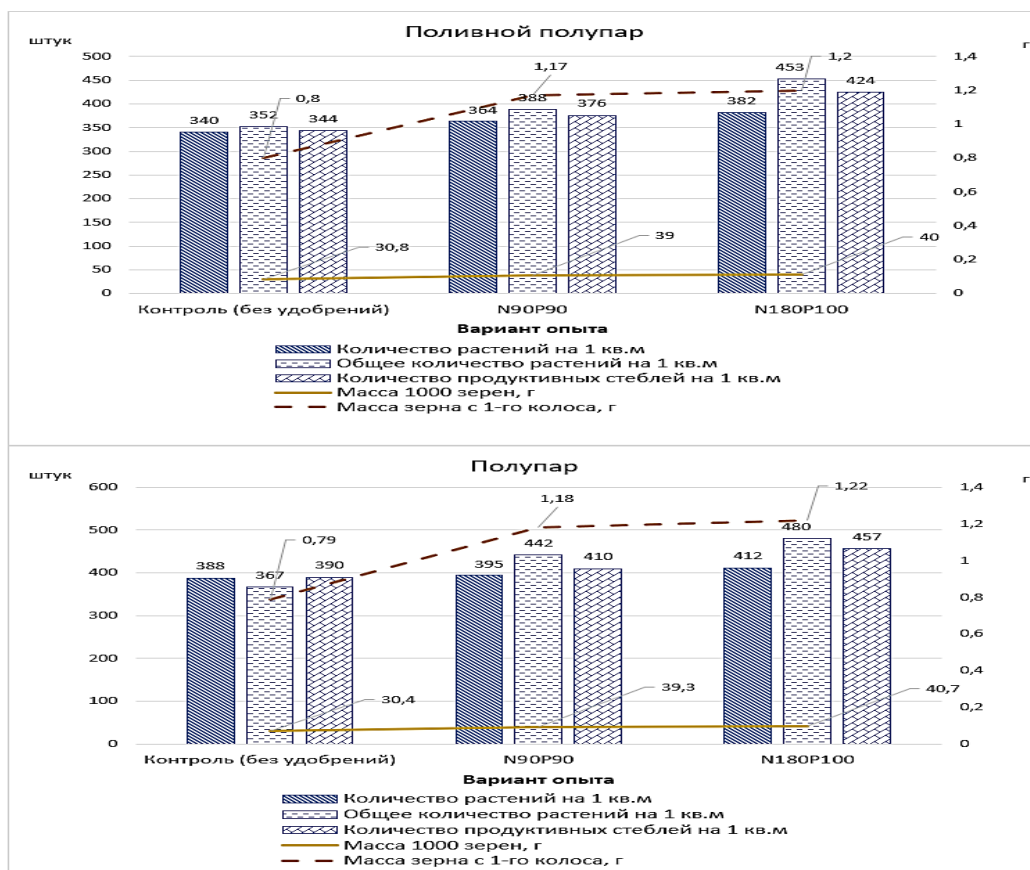 Поливной полупар
штук
г
500
450
400
350
300
250
200
150
100
50
0
1,4
1,2
1
0,8
0,6
0,4
0,2
0
340
352
344
364
388
376
382
453
424
0,8
1,17
1,2
30,8
39
40
Контроль (без удобрений)
N90P90
N180P100
Вариант опыта
Количество растений на 1 кв.м
Общее количество растений на 1 кв.м
Количество продуктивных стеблей на 1 кв.м
Масса 1000 зерен, г
Масса зерна с 1-го колоса, г
Полупар
штук
г
600
500
400
300
200
100
0
1,4
1,2
1
0,8
0,6
0,4
0,2
0
388
367
390
395
442
410
412
480
457
0,79
1,18
1,22
30,4
39,3
40,7
Контроль (без удобрений)
N90P90
N180P100
Вариант опыта
Количество растений на 1 кв.м
Общее количество растений на 1 кв.м
Количество продуктивных стеблей на 1 кв.м
Масса 1000 зерен, г
Масса зерна с 1-го колоса, г